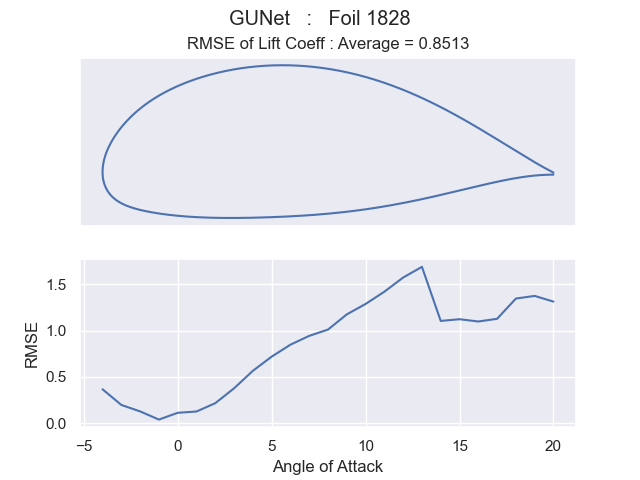 GUNet   :   Foil 1828
RMSE of Lift Coeff : Average = 0.8513
1.5
1.0
0.5
0.0
RMSE
−5 0 5 10 15 20
Angle of Attack